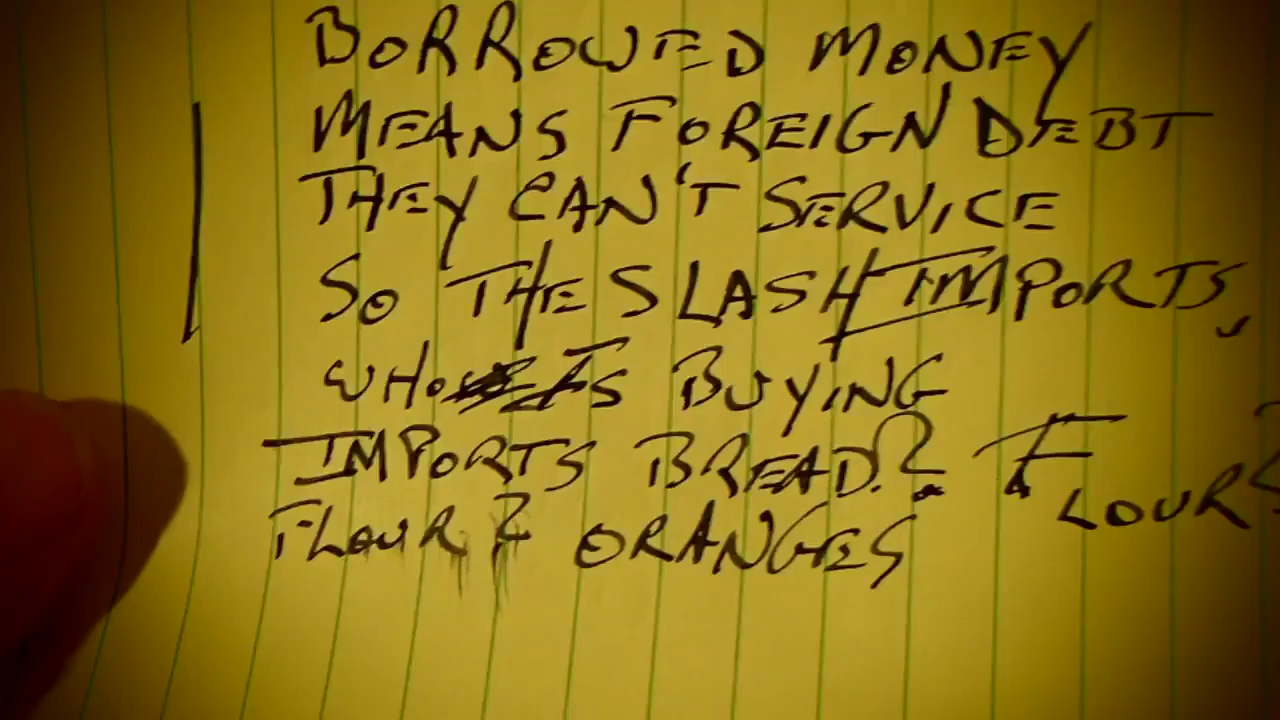 BORROWED MONEY
MEANS FOREIGN DEBT
THEY CAN'T SERVICE
SO THE SLASH IMPORTS,
WHO IS BUYING
IMPORTS BREAD? FLOUR?
FLOUR? ORANGES